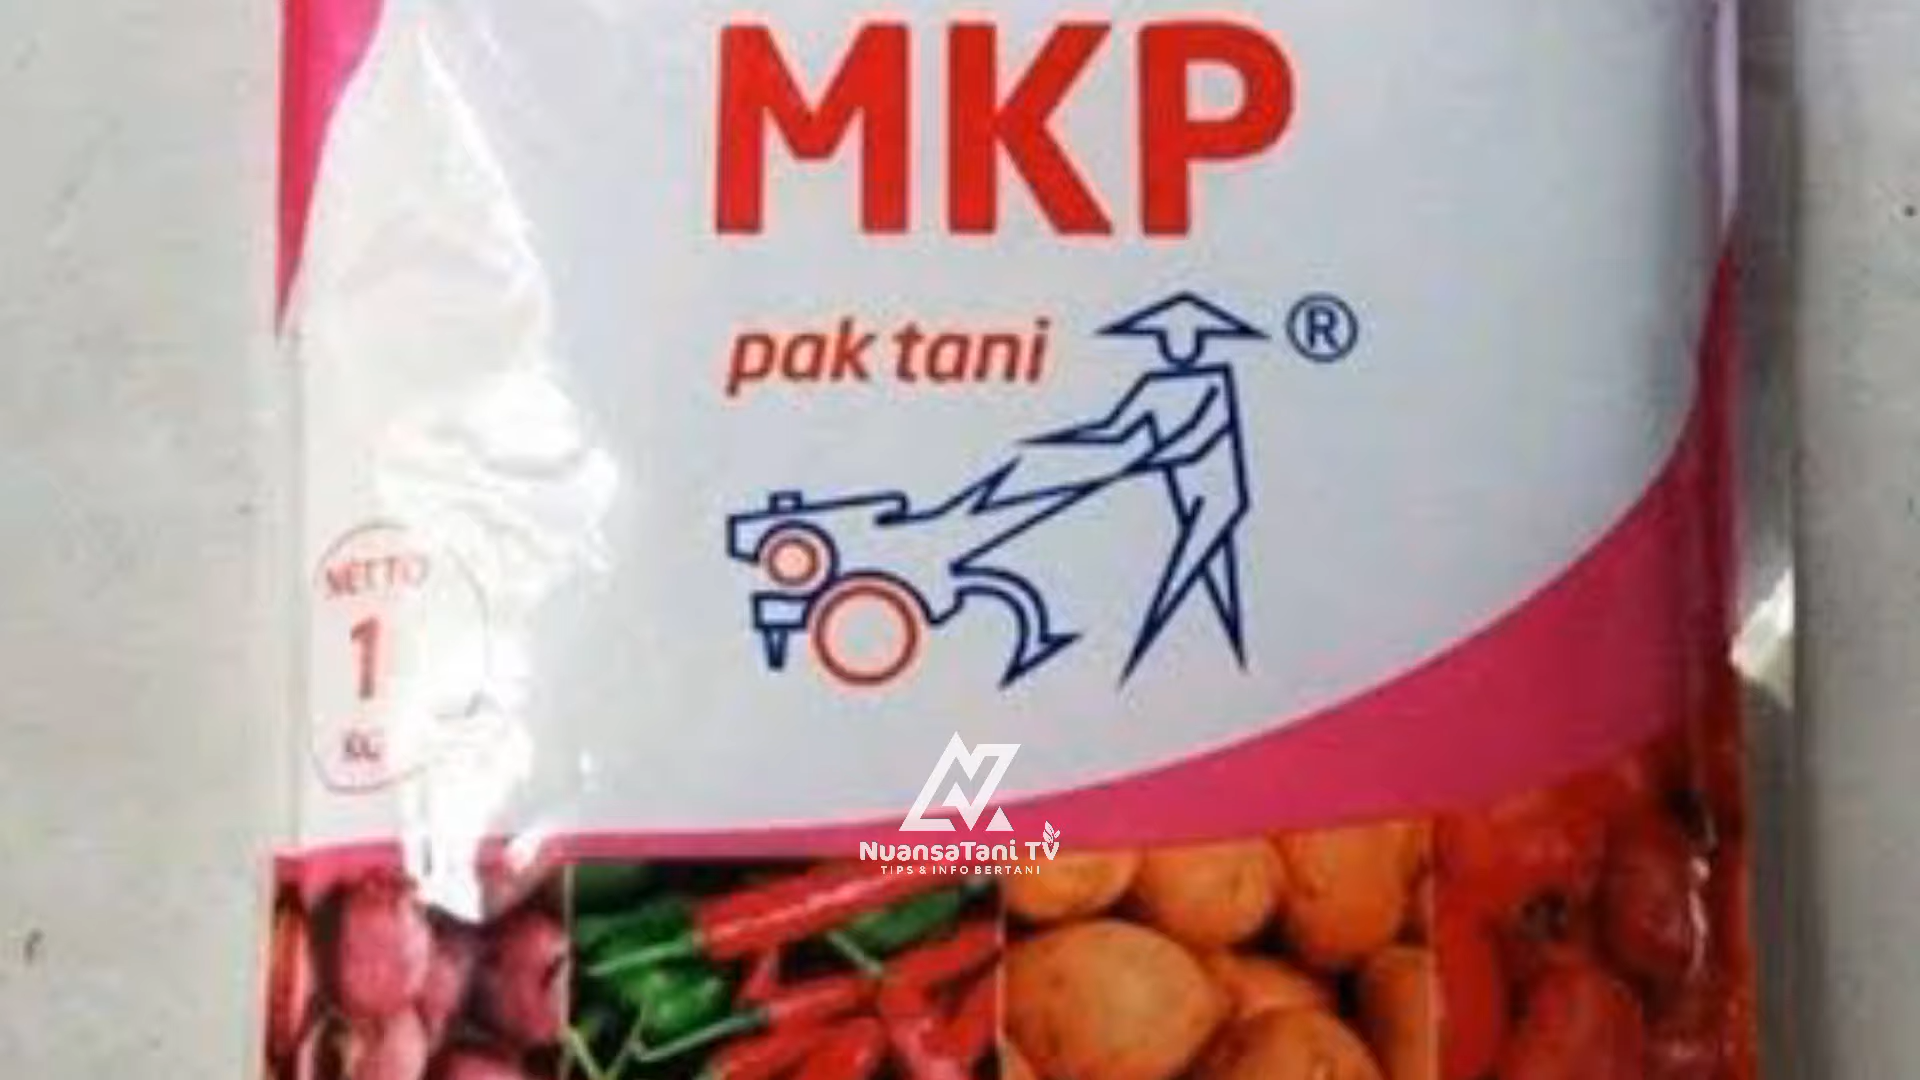 MKP
pak tani ®
NETTO
1
KG
NuansaTani TV
TIPS & INFO BERTANI